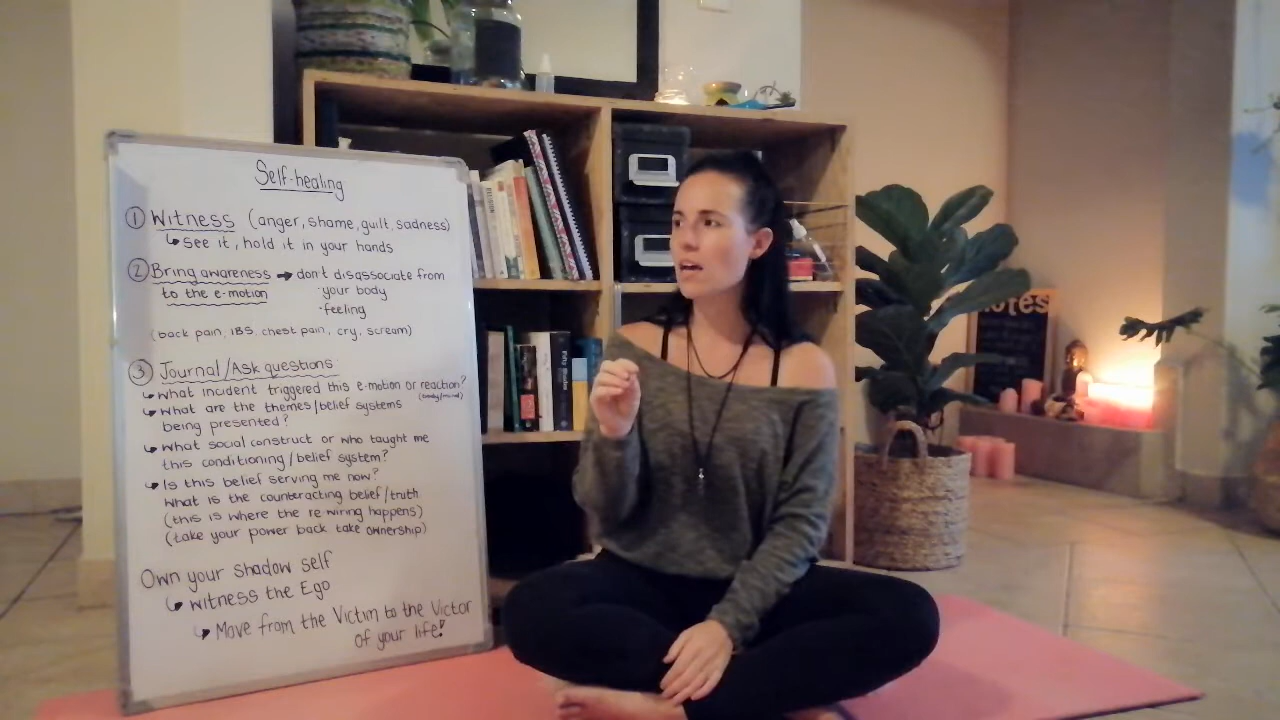 Self-healing
① Witness (anger, shame, guilt, sadness)
↳ See it, hold it in your hands
② Bring awareness ➡ don't disassociate from
to the e-motion · your body
· feeling
(back pain, IBS, chest pain, cry, scream)
③ Journal/Ask questions:
↳ What incident triggered this e-motion or reaction?
(body/mind)
↳ What are the themes/belief systems
being presented?
↳ What social construct or who taught me
this conditioning/belief system?
↳ Is this belief serving me now?
What is the counteracting belief/truth
(this is where the re-wiring happens)
(take your power back take ownership)
Own your shadow self
↳ witness the Ego
↳ Move from the Victim to the Victor
of your life!
notes